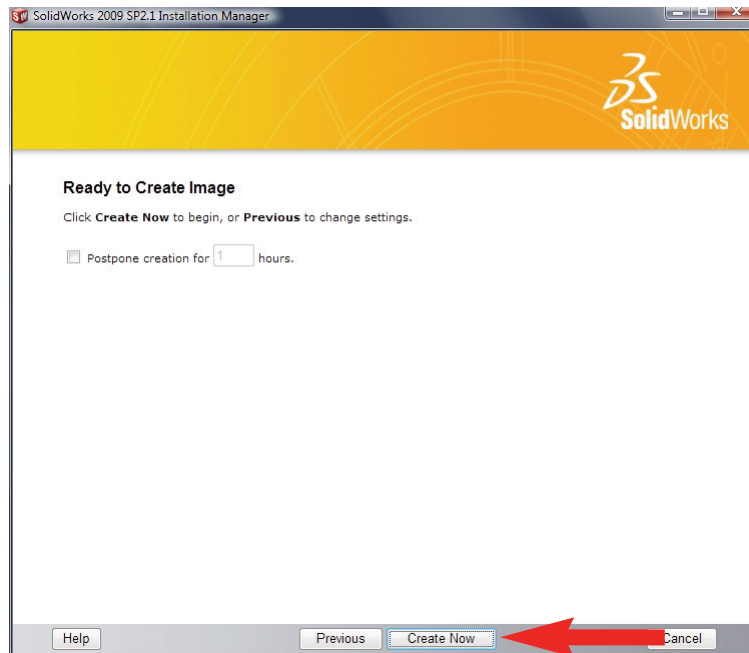 SolidWorks 2009 SP2.1 Installation Manager
SolidWorks
Ready to Create Image
Click Create Now to begin, or Previous to change settings.
Postpone creation for 1 hours.
Help Previous Create Now Cancel